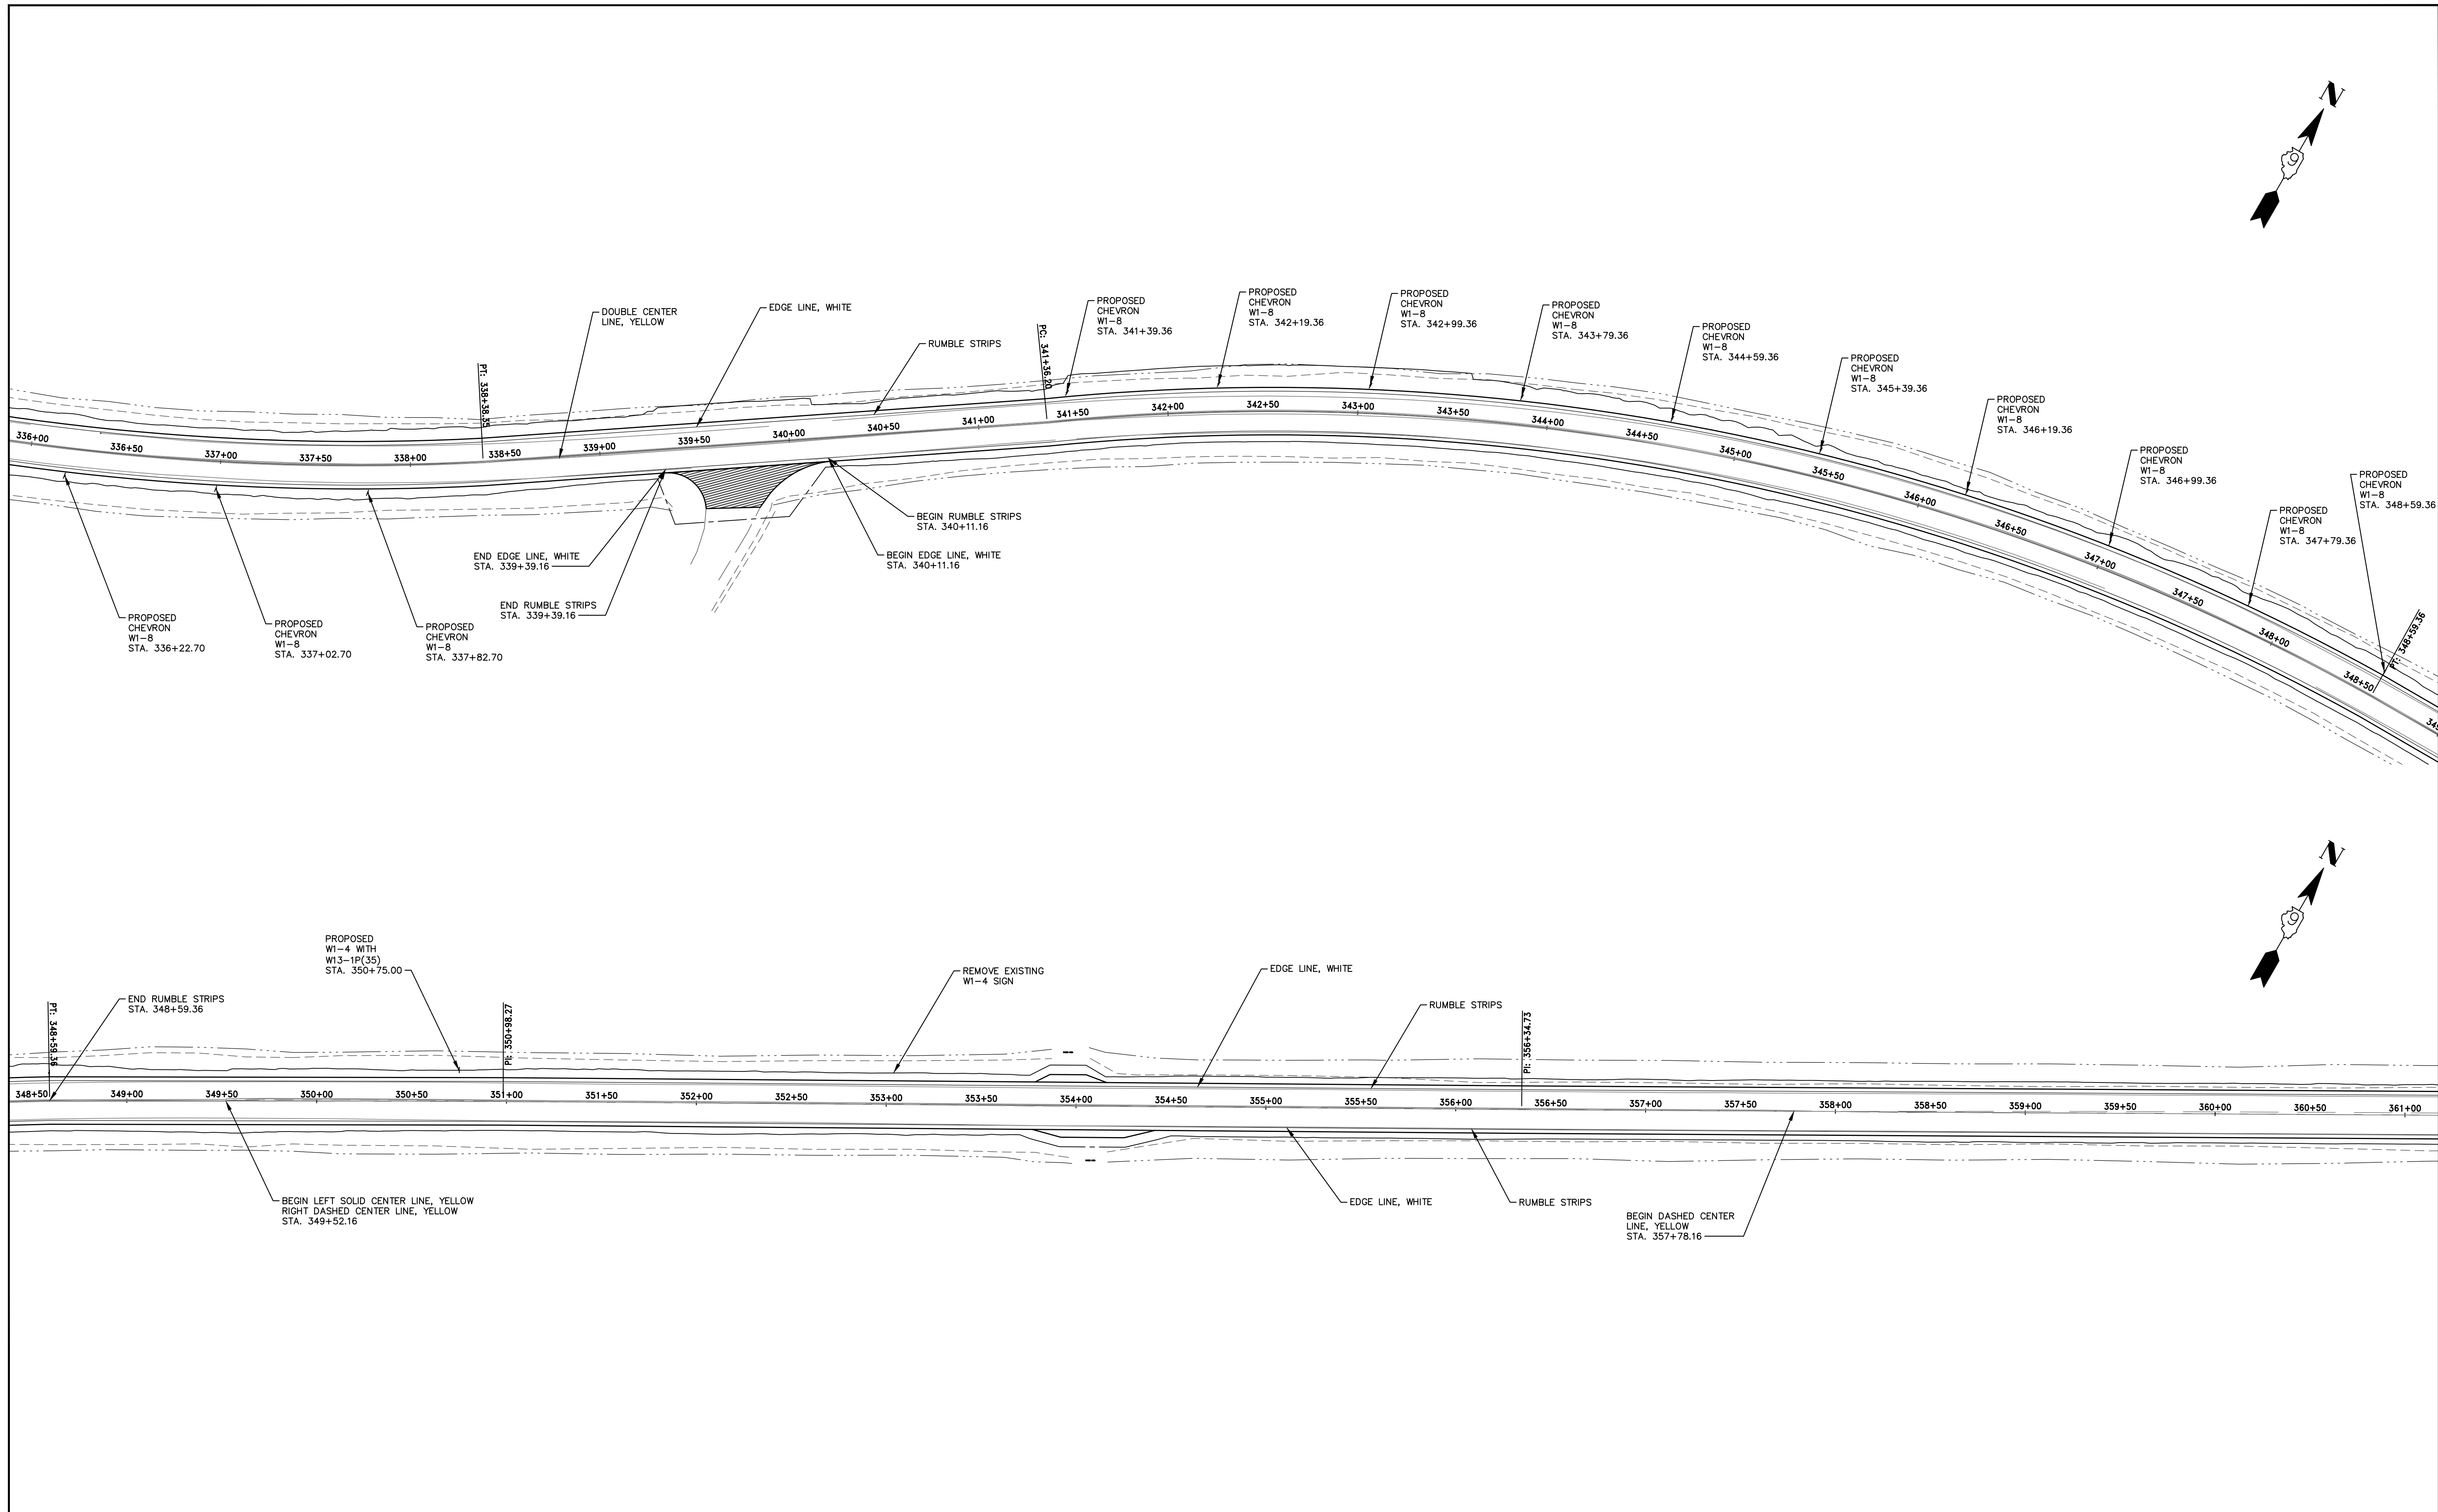 N
9
DOUBLE CENTER
LINE, YELLOW
EDGE LINE, WHITE
RUMBLE STRIPS
PROPOSED
CHEVRON
W1-8
STA. 341+39.36
PROPOSED
CHEVRON
W1-8
STA. 342+19.36
PROPOSED
CHEVRON
W1-8
STA. 342+99.36
PROPOSED
CHEVRON
W1-8
STA. 343+79.36
PROPOSED
CHEVRON
W1-8
STA. 344+59.36
PROPOSED
CHEVRON
W1-8
STA. 345+39.36
PROPOSED
CHEVRON
W1-8
STA. 346+19.36
PROPOSED
CHEVRON
W1-8
STA. 346+99.36
PROPOSED
CHEVRON
W1-8
STA. 347+79.36
PROPOSED
CHEVRON
W1-8
STA. 348+59.36
PT: 338+38.35
PC: 341+36.20
PT: 348+59.36
336+00
336+50
337+00
337+50
338+00
338+50
339+00
339+50
340+00
340+50
341+00
341+50
342+00
342+50
343+00
343+50
344+00
344+50
345+00
345+50
346+00
346+50
347+00
347+50
348+00
348+50
BEGIN RUMBLE STRIPS
STA. 340+11.16
BEGIN EDGE LINE, WHITE
STA. 340+11.16
END EDGE LINE, WHITE
STA. 339+39.16
END RUMBLE STRIPS
STA. 339+39.16
PROPOSED
CHEVRON
W1-8
STA. 336+22.70
PROPOSED
CHEVRON
W1-8
STA. 337+02.70
PROPOSED
CHEVRON
W1-8
STA. 337+82.70
N
9
PROPOSED
W1-4 WITH
W13-1P(35)
STA. 350+75.00
END RUMBLE STRIPS
STA. 348+59.36
REMOVE EXISTING
W1-4 SIGN
EDGE LINE, WHITE
RUMBLE STRIPS
PT: 348+59.36
PI: 350+98.27
PI: 356+34.73
348+50
349+00
349+50
350+00
350+50
351+00
351+50
352+00
352+50
353+00
353+50
354+00
354+50
355+00
355+50
356+00
356+50
357+00
357+50
358+00
358+50
359+00
359+50
360+00
360+50
361+00
BEGIN LEFT SOLID CENTER LINE, YELLOW
RIGHT DASHED CENTER LINE, YELLOW
STA. 349+52.16
EDGE LINE, WHITE
RUMBLE STRIPS
BEGIN DASHED CENTER
LINE, YELLOW
STA. 357+78.16